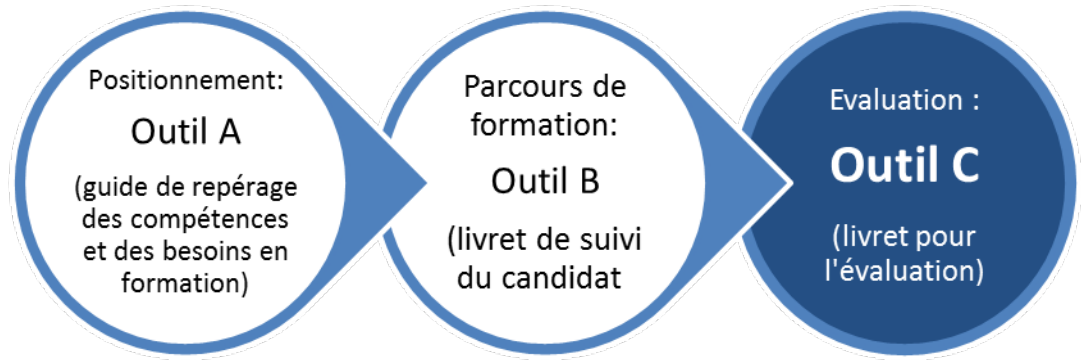 Positionnement:
Outil A
(guide de repérage
des compétences
et des besoins en
formation)
Parcours de
formation:
Outil B
(livret de suivi
du candidat
Evaluation :
Outil C
(livret pour
l'évaluation)